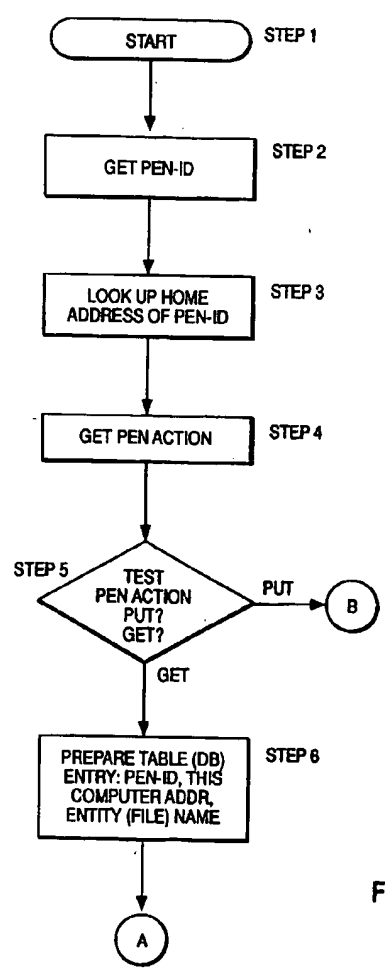 START
STEP 1
GET PEN-ID
STEP 2
LOOK UP HOME
ADDRESS OF PEN-ID
STEP 3
GET PEN ACTION
STEP 4
STEP 5
TEST
PEN ACTION
PUT?
GET?
PUT
B
GET
PREPARE TABLE (DB)
ENTRY: PEN-ID, THIS
COMPUTER ADDR,
ENTITY (FILE) NAME
STEP 6
F
A